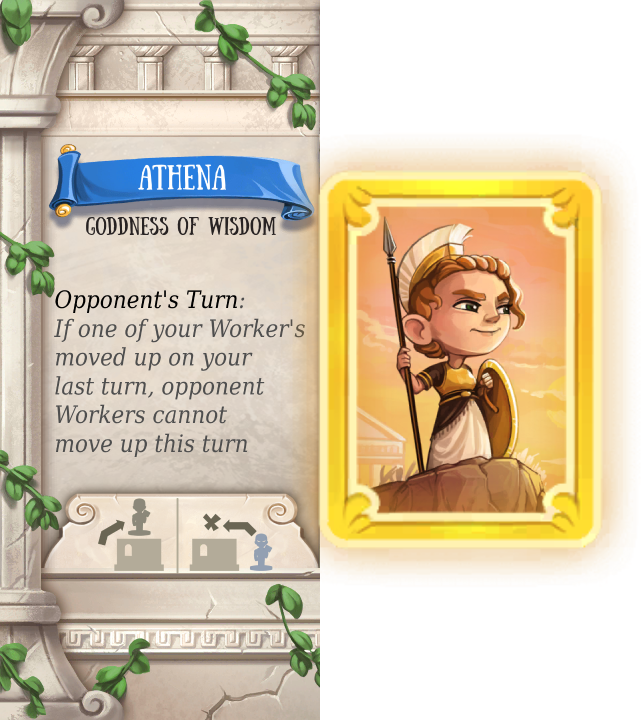 ATHENA
GODDNESS OF WISDOM
Opponent's Turn:
If one of your Worker's
moved up on your
last turn, opponent
Workers cannot
move up this turn